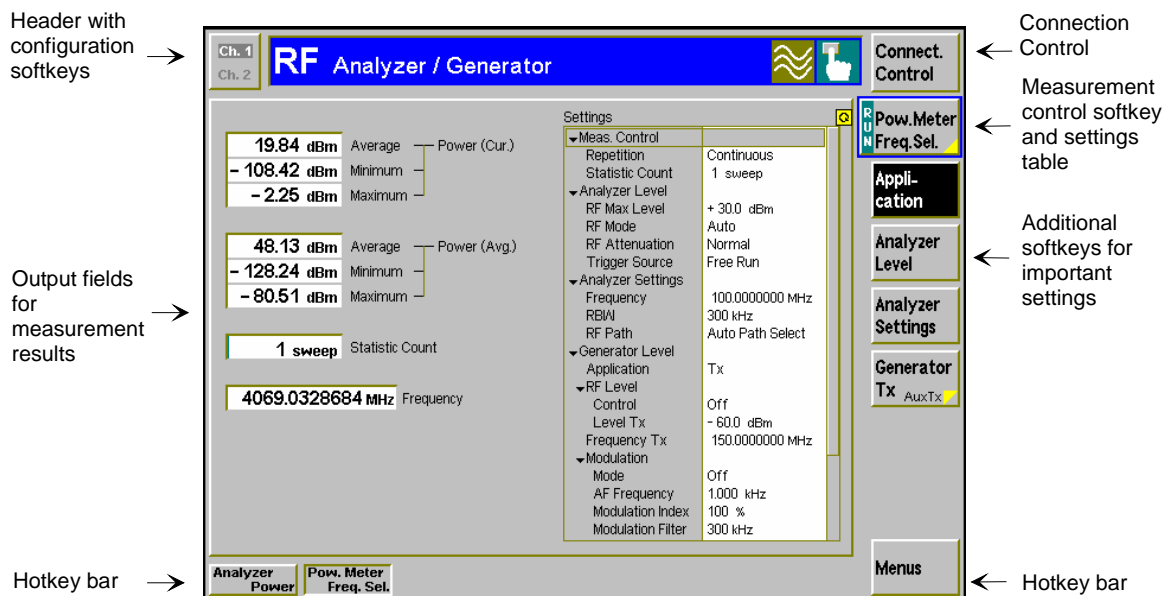 Header with
configuration
softkeys
Ch. 1
Ch. 2
RF Analyzer / Generator
Connect.
Control
Connection
Control
19.84 dBm Average Power (Cur.)
- 108.42 dBm Minimum
- 2.25 dBm Maximum
48.13 dBm Average Power (Avg.)
- 128.24 dBm Minimum
- 80.51 dBm Maximum
1 sweep Statistic Count
4069.0328684 MHz Frequency
Output fields
for
measurement
results
Settings
Meas. Control
Repetition Continuous
Statistic Count 1 sweep
Analyzer Level
RF Max Level + 30.0 dBm
RF Mode Auto
RF Attenuation Normal
Trigger Source Free Run
Analyzer Settings
Frequency 100.0000000 MHz
RBW 300 kHz
RF Path Auto Path Select
Generator Level
Application Tx
RF Level
Control Off
Level Tx - 60.0 dBm
Frequency Tx 150.0000000 MHz
Modulation
Mode Off
AF Frequency 1.000 kHz
Modulation Index 100 %
Modulation Filter 300 kHz
RUN
Pow.Meter
Freq.Sel.
Measurement
control softkey
and settings
table
Appli-
cation
Analyzer
Level
Analyzer
Settings
Generator
Tx AuxTx
Additional
softkeys for
important
settings
Menus
Hotkey bar
Analyzer
Power
Pow. Meter
Freq. Sel.
Hotkey bar